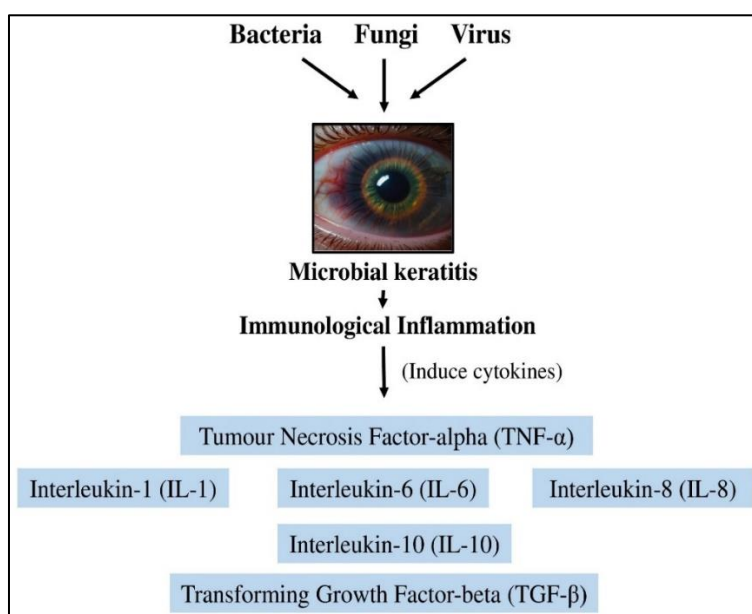 Bacteria Fungi Virus
Microbial keratitis
Immunological Inflammation
(Induce cytokines)
Tumour Necrosis Factor-alpha (TNF-α)
Interleukin-1 (IL-1) Interleukin-6 (IL-6) Interleukin-8 (IL-8)
Interleukin-10 (IL-10)
Transforming Growth Factor-beta (TGF-β)